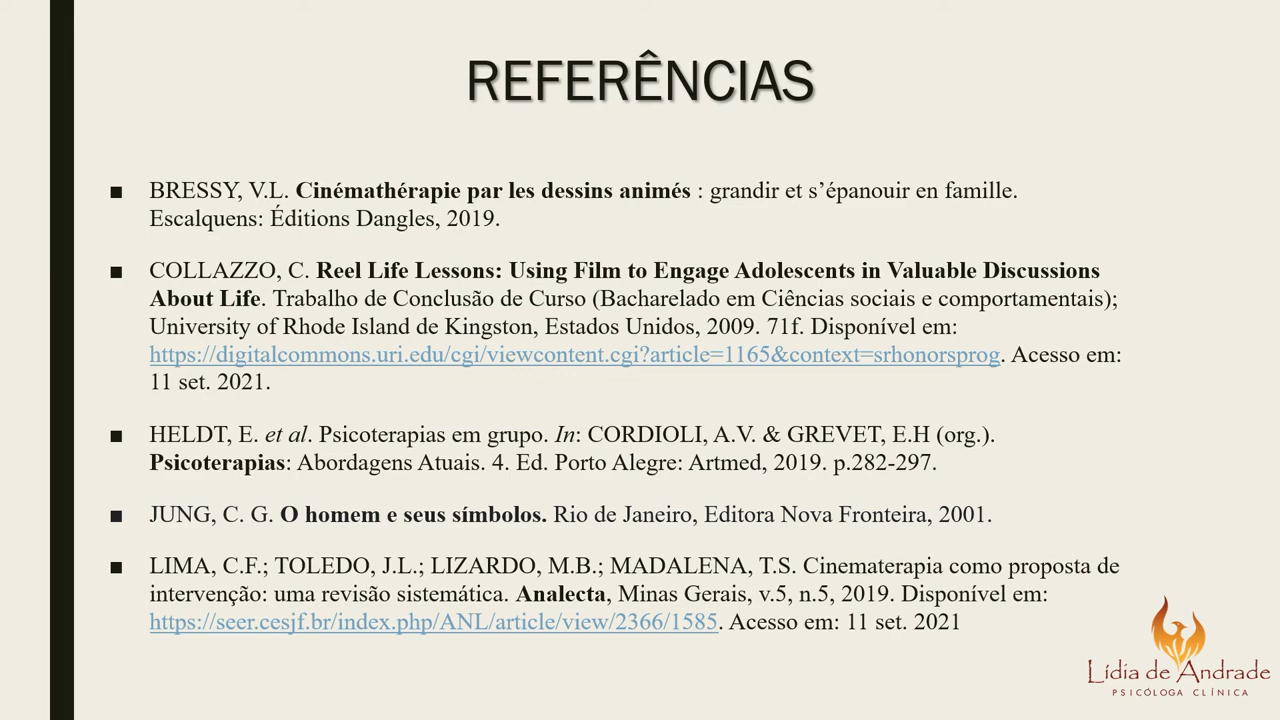 REFERÊNCIAS
■ BRESSY, V.L. Cinémathérapie par les dessins animés : grandir et s’épanouir en famille.
Escalquens: Éditions Dangles, 2019.
■ COLLAZZO, C. Reel Life Lessons: Using Film to Engage Adolescents in Valuable Discussions
About Life. Trabalho de Conclusão de Curso (Bacharelado em Ciências sociais e comportamentais);
University of Rhode Island de Kingston, Estados Unidos, 2009. 71f. Disponível em:
https://digitalcommons.uri.edu/cgi/viewcontent.cgi?article=1165&context=srhonorsprog. Acesso em:
11 set. 2021.
■ HELDT, E. et al. Psicoterapias em grupo. In: CORDIOLI, A.V. & GREVET, E.H (org.).
Psicoterapias: Abordagens Atuais. 4. Ed. Porto Alegre: Artmed, 2019. p.282-297.
■ JUNG, C. G. O homem e seus símbolos. Rio de Janeiro, Editora Nova Fronteira, 2001.
■ LIMA, C.F.; TOLEDO, J.L.; LIZARDO, M.B.; MADALENA, T.S. Cinematerapia como proposta de
intervenção: uma revisão sistemática. Analecta, Minas Gerais, v.5, n.5, 2019. Disponível em:
https://seer.cesjf.br/index.php/ANL/article/view/2366/1585. Acesso em: 11 set. 2021
Lídia de Andrade
PSICÓLOGA CLÍNICA